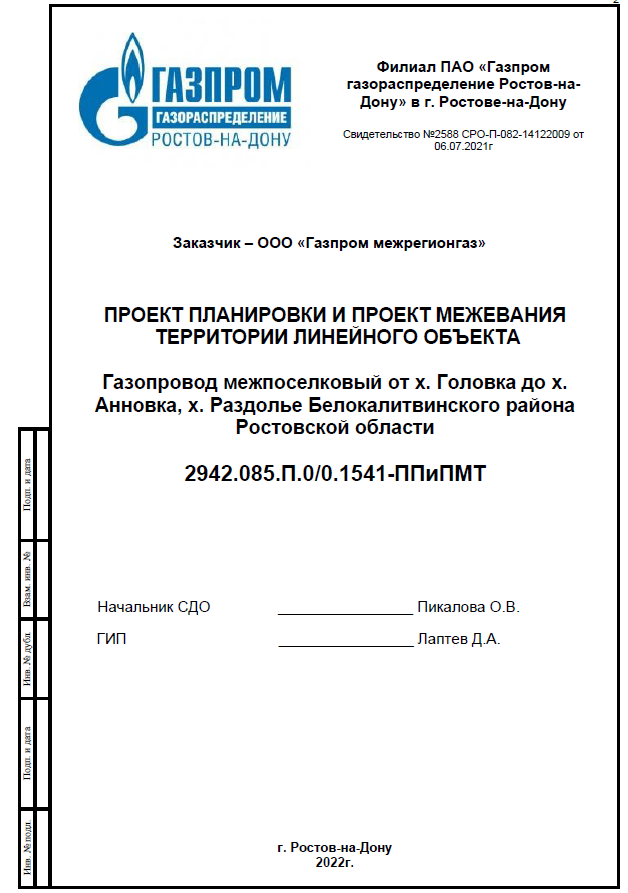 2
ГАЗПРОМ
ГАЗОРАСПРЕДЕЛЕНИЕ
РОСТОВ-НА-ДОНУ
Филиал ПАО «Газпром
газораспределение Ростов-на-
Дону» в г. Ростове-на-Дону
Свидетельство №2588 СРО-П-082-14122009 от
06.07.2021г
Заказчик – ООО «Газпром межрегионгаз»
ПРОЕКТ ПЛАНИРОВКИ И ПРОЕКТ МЕЖЕВАНИЯ
ТЕРРИТОРИИ ЛИНЕЙНОГО ОБЪЕКТА
Газопровод межпоселковый от х. Головка до х.
Анновка, х. Раздолье Белокалитвинского района
Ростовской области
2942.085.П.0/0.1541-ППиПМТ
Подп. и дата
Взам. инв. №
Инв. № дубл.
Подп. и дата
Инв. № подл.
Начальник СДО ________________ Пикалова О.В.
ГИП ________________ Лаптев Д.А.
г. Ростов-на-Дону
2022г.